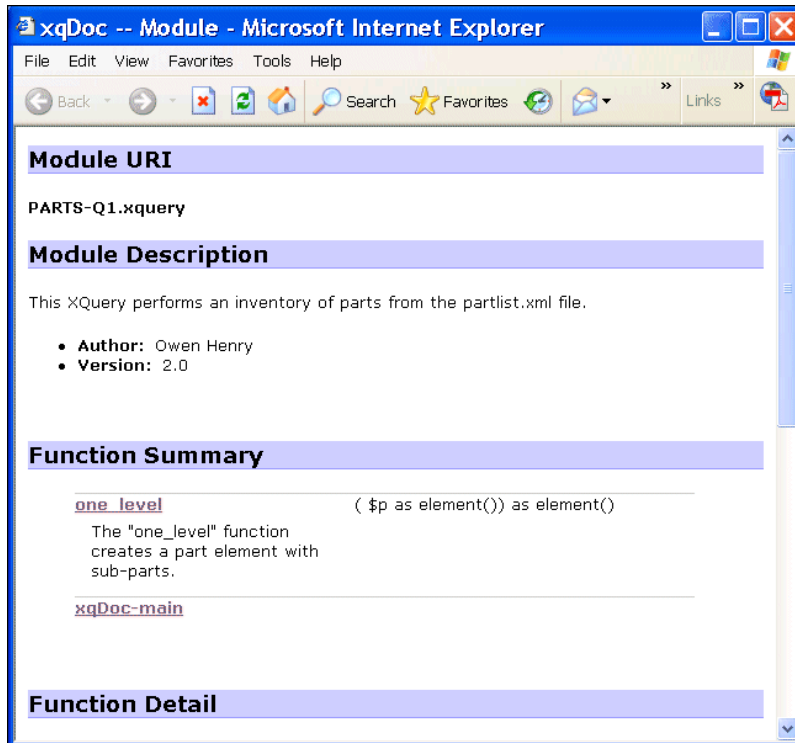 xqDoc -- Module - Microsoft Internet Explorer
File Edit View Favorites Tools Help
Back Search Favorites » Links »
Module URI
PARTS-Q1.xquery
Module Description
This XQuery performs an inventory of parts from the partlist.xml file.
• Author: Owen Henry
• Version: 2.0
Function Summary
one_level ( $p as element()) as element()
The "one_level" function
creates a part element with
sub-parts.
xqDoc-main
Function Detail